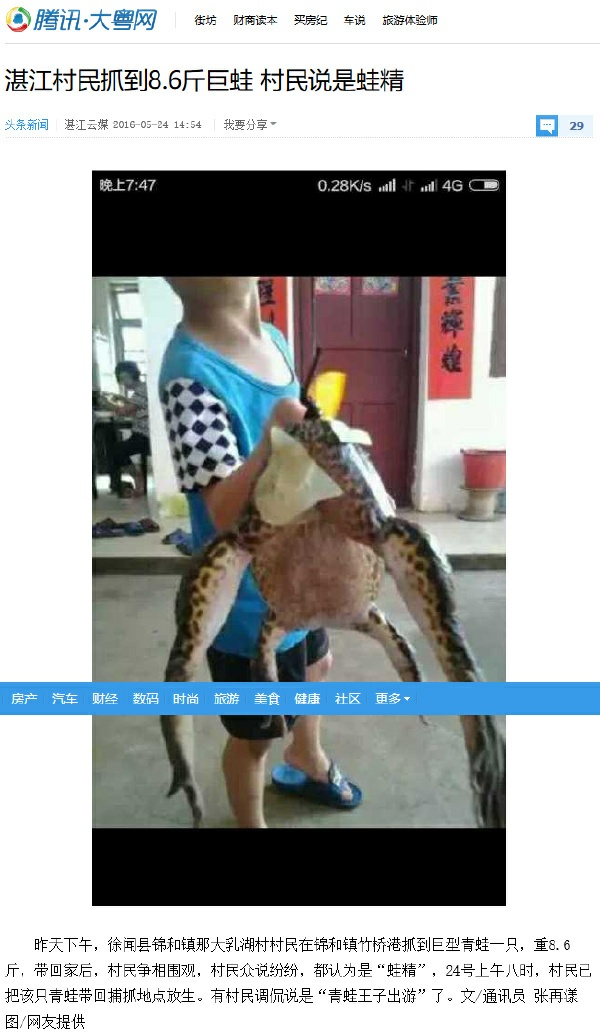 腾讯·大粤网 街坊 财商读本 买房纪 车说 旅游体验师
湛江村民抓到8.6斤巨蛙 村民说是蛙精
头条新闻 湛江云媒 2016-05-24 14:54 我要分享 29
晚上7:47 0.28K/s 4G
輝
煌
房产 汽车 财经 数码 时尚 旅游 美食 健康 社区 更多
昨天下午，徐闻县锦和镇那大乳湖村村民在锦和镇竹桥港抓到巨型青蛙一只，重8.6
斤，带回家后，村民争相围观，村民众说纷纷，都认为是“蛙精”，24号上午八时，村民已
把该只青蛙带回捕抓地点放生。有村民调侃说是“青蛙王子出游”了。文/通讯员 张再漾
图/网友提供